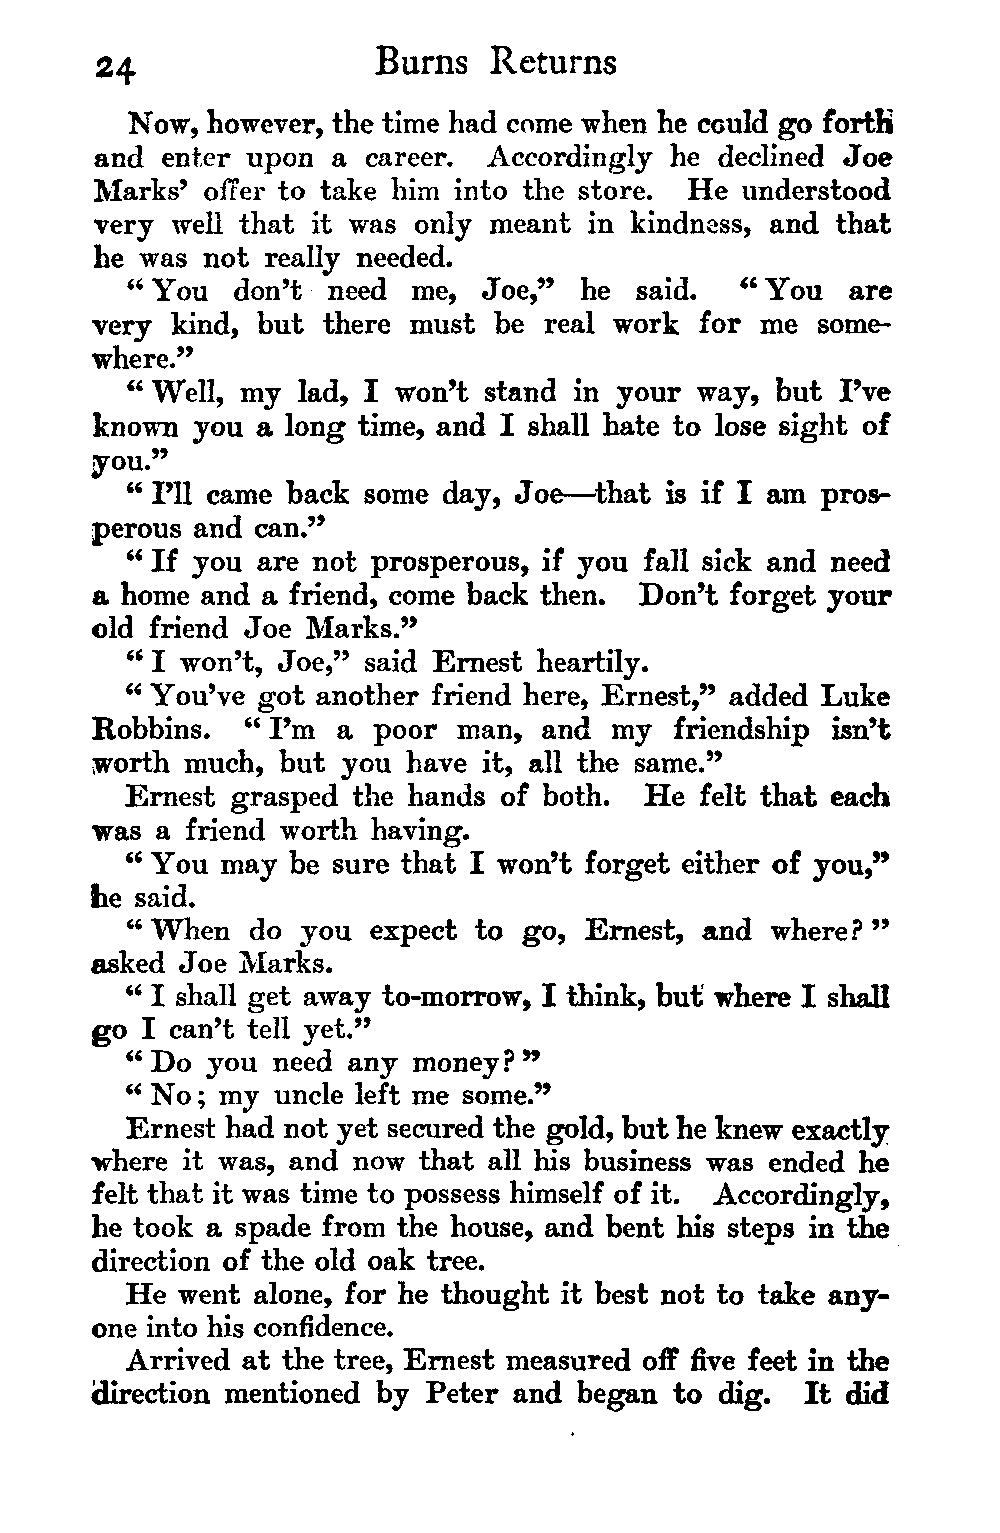 24 Burns Returns
Now, however, the time had come when he could go forth
and enter upon a career. Accordingly he declined Joe
Marks’ offer to take him into the store. He understood
very well that it was only meant in kindness, and that
he was not really needed.
“ You don’t need me, Joe,” he said. “ You are
very kind, but there must be real work for me some-
where.”
“ Well, my lad, I won’t stand in your way, but I’ve
known you a long time, and I shall hate to lose sight of
you.”
“ I’ll came back some day, Joe—that is if I am pros-
perous and can.”
“ If you are not prosperous, if you fall sick and need
a home and a friend, come back then. Don’t forget your
old friend Joe Marks.”
“ I won’t, Joe,” said Ernest heartily.
“ You’ve got another friend here, Ernest,” added Luke
Robbins. “ I’m a poor man, and my friendship isn’t
worth much, but you have it, all the same.”
Ernest grasped the hands of both. He felt that each
was a friend worth having.
“ You may be sure that I won’t forget either of you,”
he said.
“ When do you expect to go, Ernest, and where? ”
asked Joe Marks.
“ I shall get away to-morrow, I think, but where I shall
go I can’t tell yet.”
“ Do you need any money? ”
“ No; my uncle left me some.”
Ernest had not yet secured the gold, but he knew exactly
where it was, and now that all his business was ended he
felt that it was time to possess himself of it. Accordingly,
he took a spade from the house, and bent his steps in the
direction of the old oak tree.
He went alone, for he thought it best not to take any-
one into his confidence.
Arrived at the tree, Ernest measured off five feet in the
direction mentioned by Peter and began to dig. It did